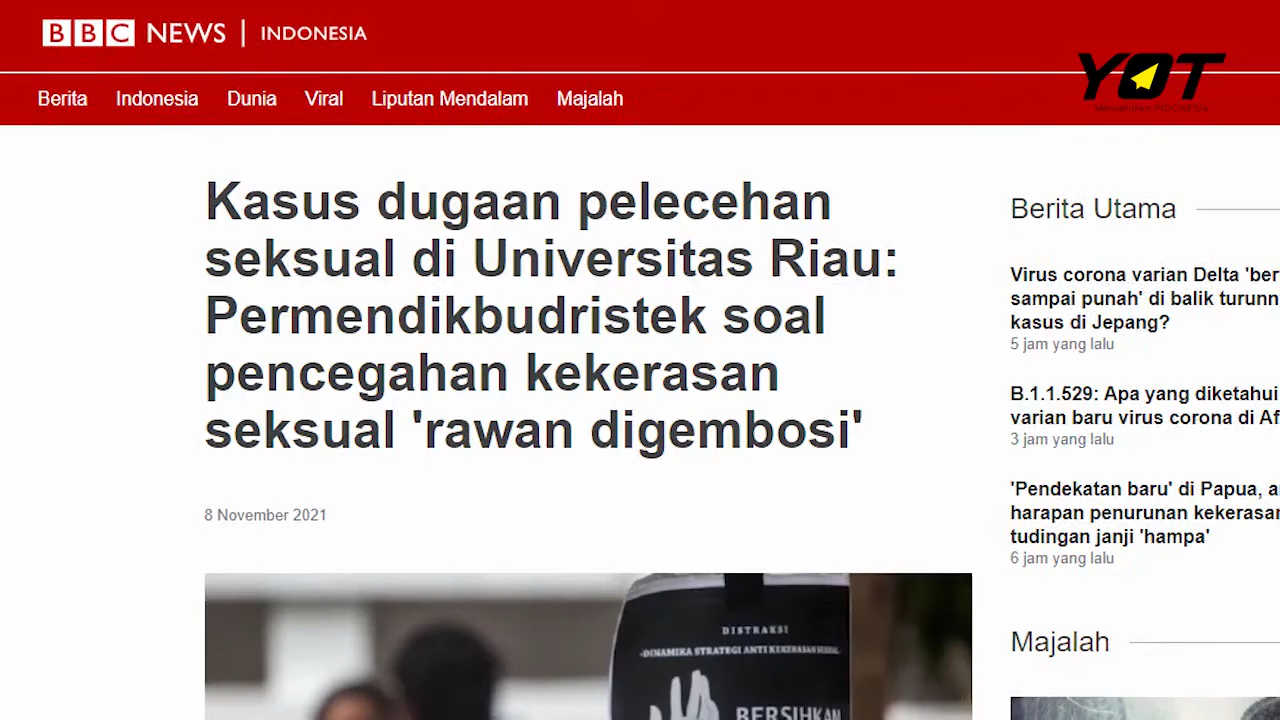 BBC NEWS INDONESIA
YOT
Berita Indonesia Dunia Viral Liputan Mendalam Majalah
Kasus dugaan pelecehan
seksual di Universitas Riau:
Permendikbudristek soal
pencegahan kekerasan
seksual 'rawan digembosi'
8 November 2021
DISTRAKSI
DINAMIKA STRATEGI ANTI KEKERASAN
BERSIHKAN
Berita Utama
Virus corona varian Delta 'ber
sampai punah' di balik turunn
kasus di Jepang?
5 jam yang lalu
B.1.1.529: Apa yang diketahui
varian baru virus corona di Af
3 jam yang lalu
'Pendekatan baru' di Papua, a
harapan penurunan kekerasan
tudingan janji 'hampa'
6 jam yang lalu
Majalah